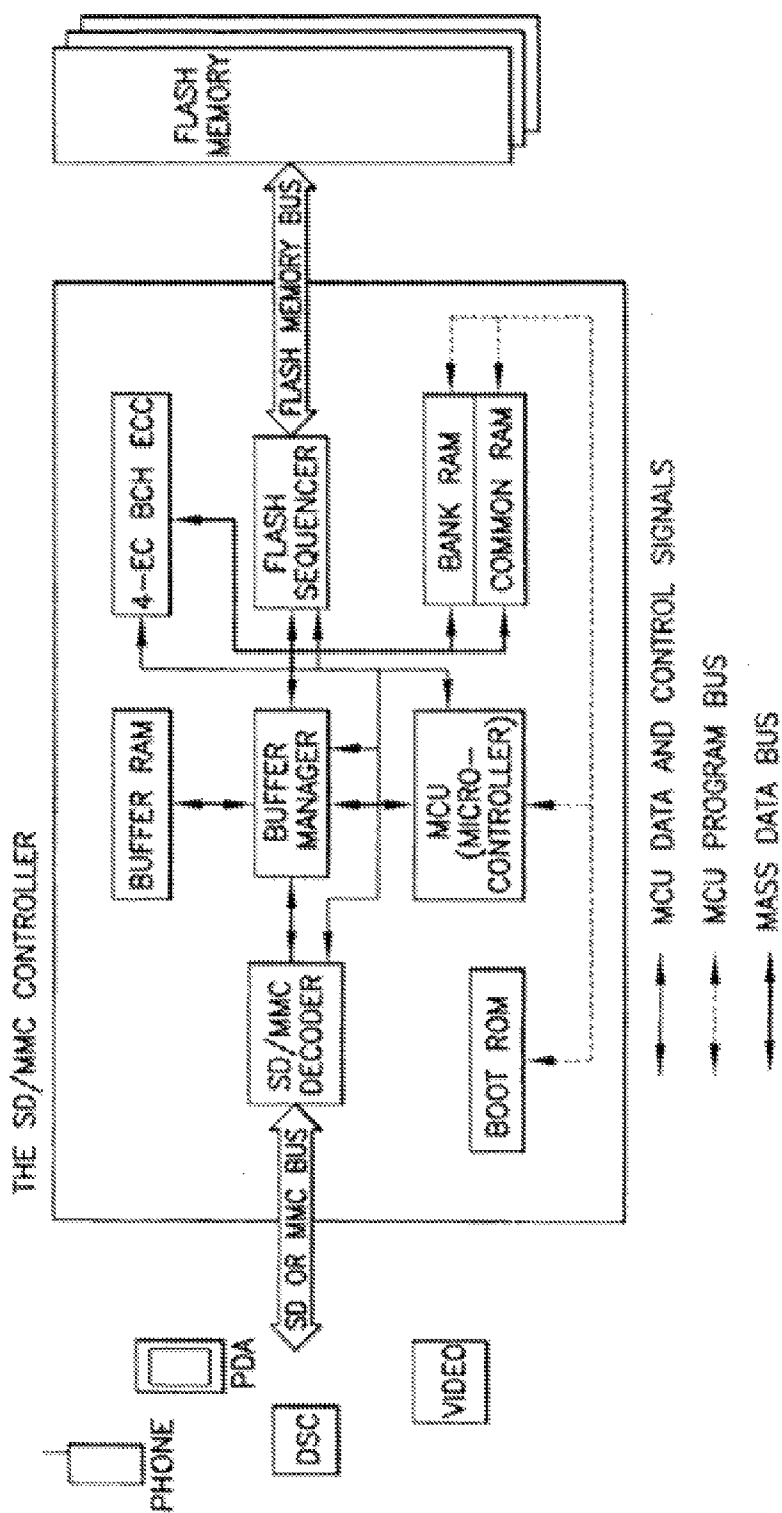 THE SD/MMC CONTROLLER
PHONE
PDA
DSC
VIDEO
SD OR MMC BUS
SD/MMC
DECODER
BOOT ROM
BUFFER RAM
BUFFER
MANAGER
MCU
(MICRO-
CONTROLLER)
4-EC BCH ECC
FLASH
SEQUENCER
BANK RAM
COMMON RAM
FLASH MEMORY BUS
FLASH
MEMORY
MCU DATA AND CONTROL SIGNALS
MCU PROGRAM BUS
MASS DATA BUS